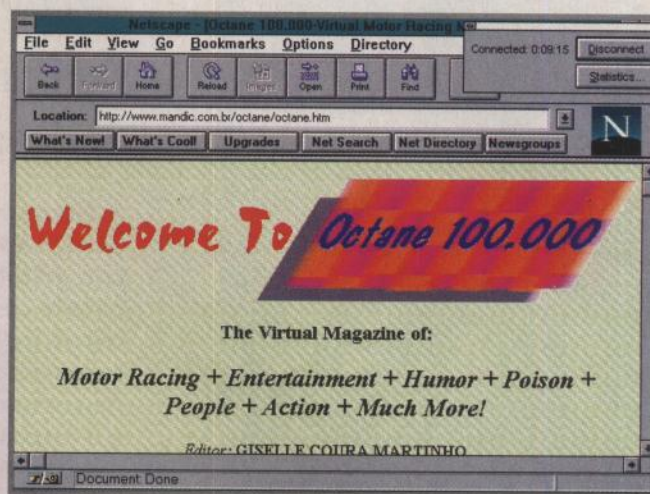 Netscape - [Octane 100.000-Virtual Motor Racing M
File Edit View Go Bookmarks Options Directory
Connected: 0:09:15 Disconnect
Statistics...
Back Forward Home Reload Images Open Print Find
Location: http://www.mandic.com.br/octane/octane.htm
N
What's New! What's Cool! Upgrades Net Search Net Directory Newsgroups
Welcome To Octane 100.000
The Virtual Magazine of:
Motor Racing + Entertainment + Humor + Poison +
People + Action + Much More!
Editor: GISELLE COURA MARTINHO
Document: Done